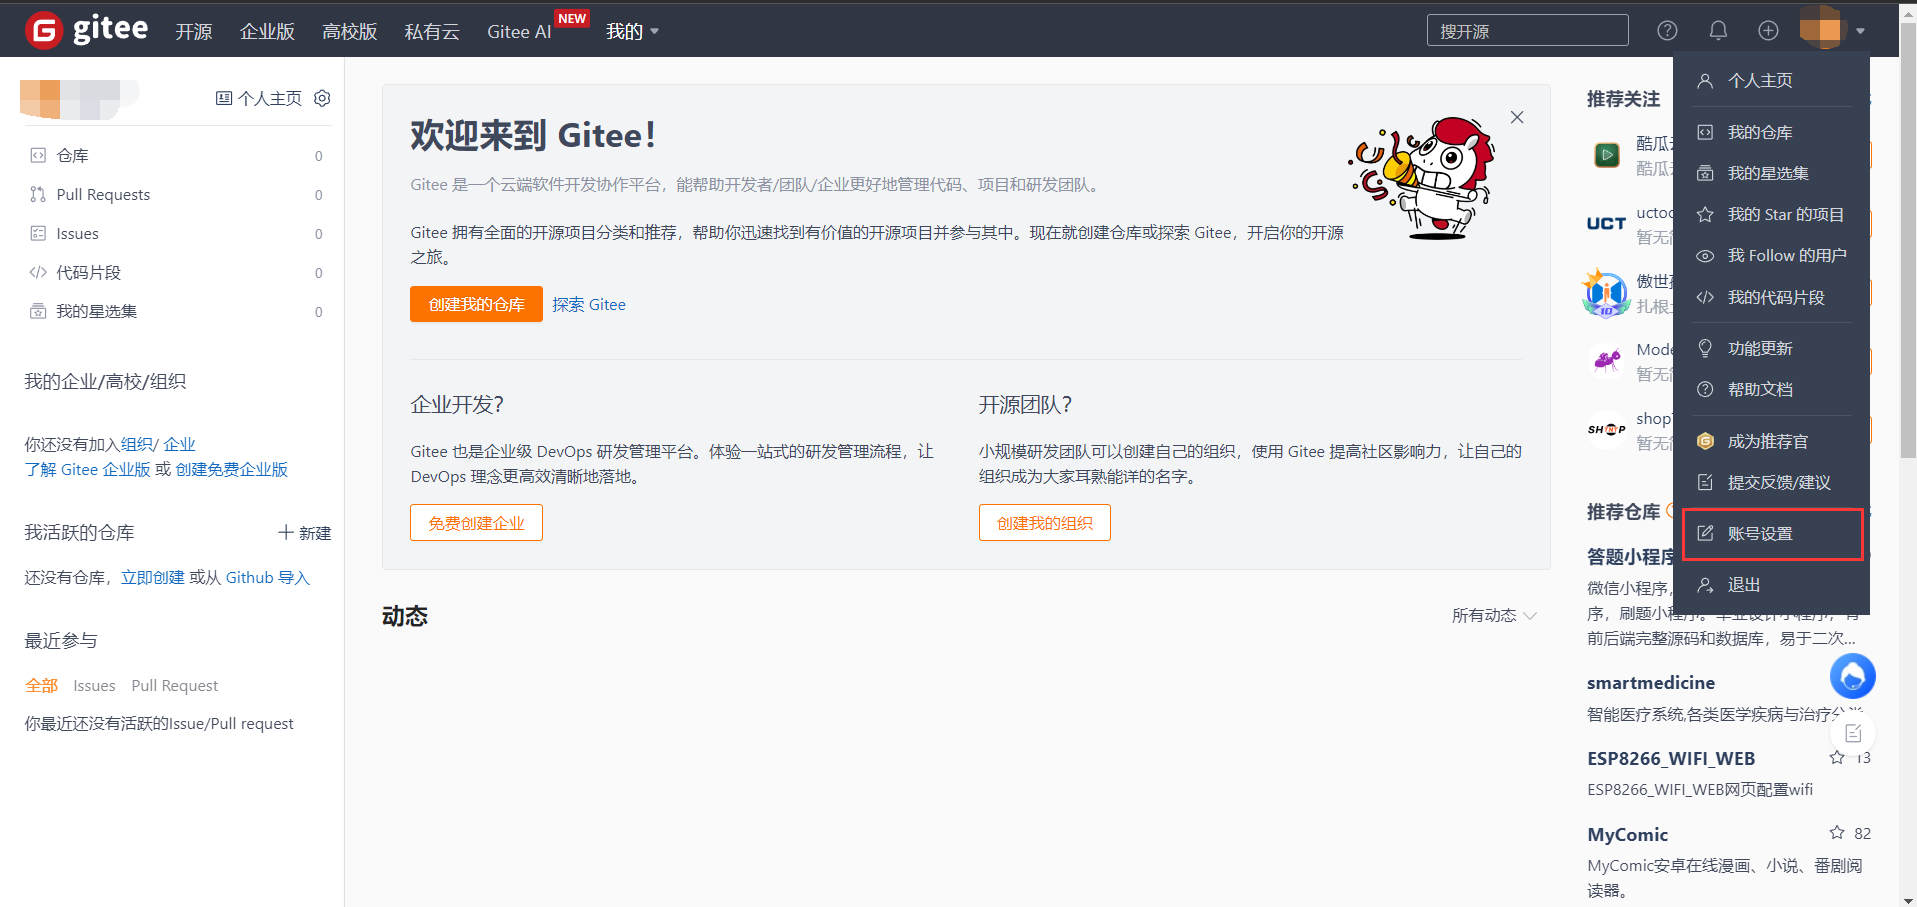 gitee 开源 企业版 高校版 私有云 Gitee AI NEW 我的 搜开源
个人主页
仓库 0
Pull Requests 0
Issues 0
代码片段 0
我的星选集 0
我的企业/高校/组织
你还没有加入组织/ 企业
了解 Gitee 企业版 或 创建免费企业版
我活跃的仓库 新建
还没有仓库，立即创建 或从 Github 导入
最近参与
全部 Issues Pull Request
你最近还没有活跃的Issue/Pull request
欢迎来到 Gitee！
Gitee 是一个云端软件开发协作平台，能帮助开发者/团队/企业更好地管理代码、项目和研发团队。
Gitee 拥有全面的开源项目分类和推荐，帮助你迅速找到有价值的开源项目并参与其中。现在就创建仓库或探索 Gitee，开启你的开源
之旅。
创建我的仓库 探索 Gitee
企业开发？
Gitee 也是企业级 DevOps 研发管理平台。体验一站式的研发管理流程，让
DevOps 理念更高效清晰地落地。
免费创建企业
开源团队？
小规模研发团队可以创建自己的组织，使用 Gitee 提高社区影响力，让自己的
组织成为大家耳熟能详的名字。
创建我的组织
动态
所有动态
推荐关注
酷瓜
酷瓜
UCT
uctoo
暂无
傲世
扎根
10
Mode
暂无
SHOP
shop
暂无
推荐仓库
答题小程序
微信小程序，
序，刷题小程序。
前后端完整源码和数据库，易于二次...
smartmedicine
智能医疗系统,各类医学疾病与治疗
ESP8266_WIFI_WEB 13
ESP8266_WIFI_WEB网页配置wifi
MyComic 82
MyComic安卓在线漫画、小说、番剧阅
读器。
个人主页
我的仓库
我的星选集
我的 Star 的项目
我 Follow 的用户
我的代码片段
功能更新
帮助文档
成为推荐官
提交反馈/建议
账号设置
退出